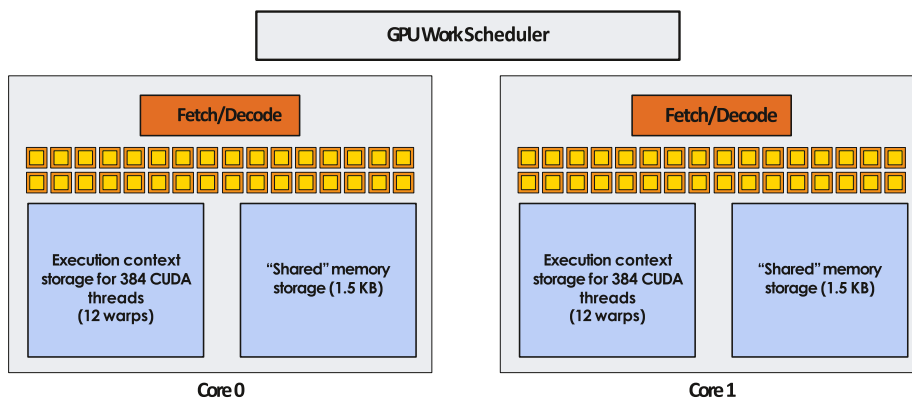 GPU Work Scheduler
Fetch/Decode
Execution context
storage for 384 CUDA
threads
(12 warps)
“Shared” memory
storage (1.5 KB)
Core 0
Fetch/Decode
Execution context
storage for 384 CUDA
threads
(12 warps)
“Shared” memory
storage (1.5 KB)
Core 1